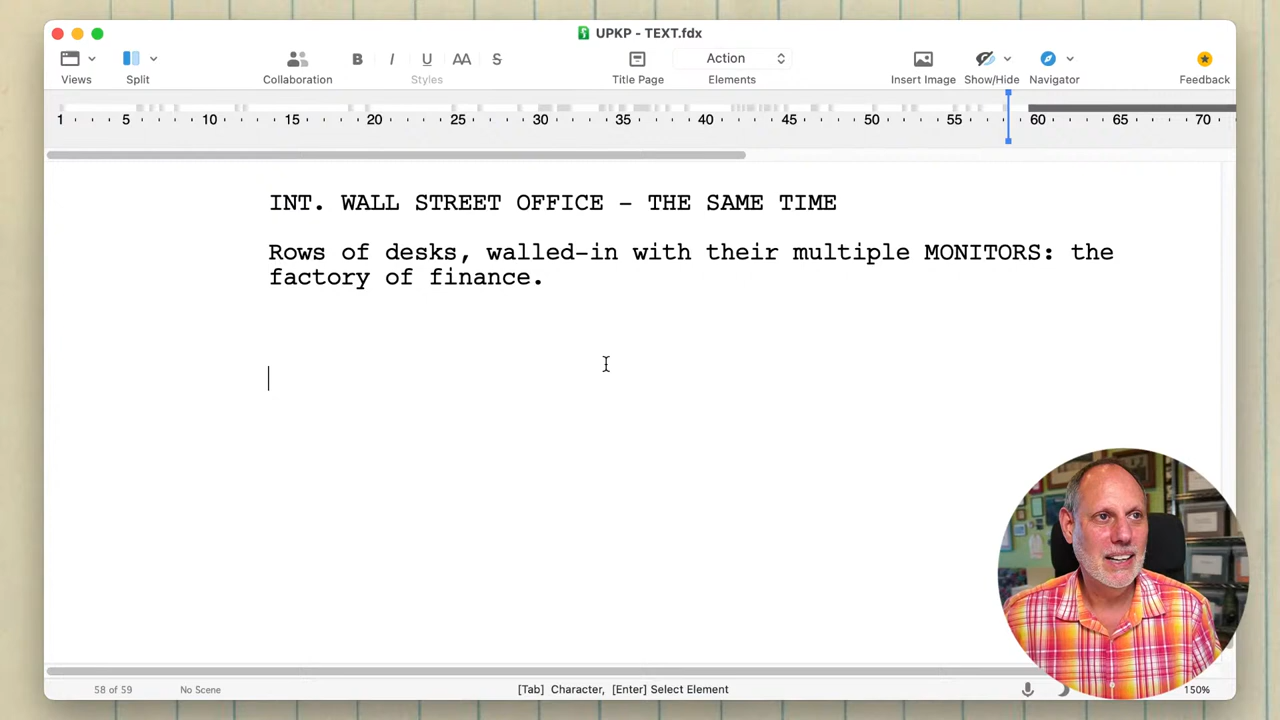 UPKP - TEXT.fdx
Views
Split
B I U AA S
Collaboration
Styles
Title Page
Action
Elements
Insert Image
Show/Hide
Navigator
Feedback
1 5 10 15 20 25 30 35 40 45 50 55 60 65 70
INT. WALL STREET OFFICE - THE SAME TIME
Rows of desks, walled-in with their multiple MONITORS: the
factory of finance.
58 of 59
No Scene
[Tab] Character, [Enter] Select Element
150%